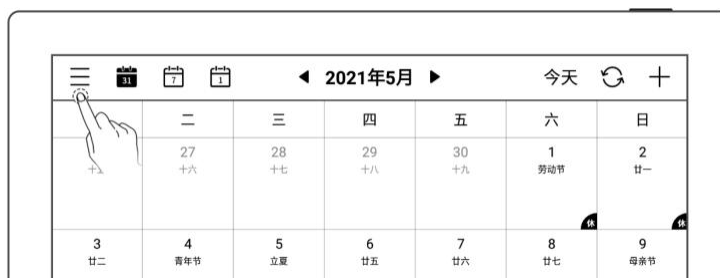 31 7 1 2021年5月 今天
二 三 四 五 六 日
27 28 29 30 1 2
十五 十六 十七 十八 十九 劳动节 廿一
休 休
3 4 5 6 7 8 9
廿二 青年节 立夏 廿五 廿六 廿七 母亲节